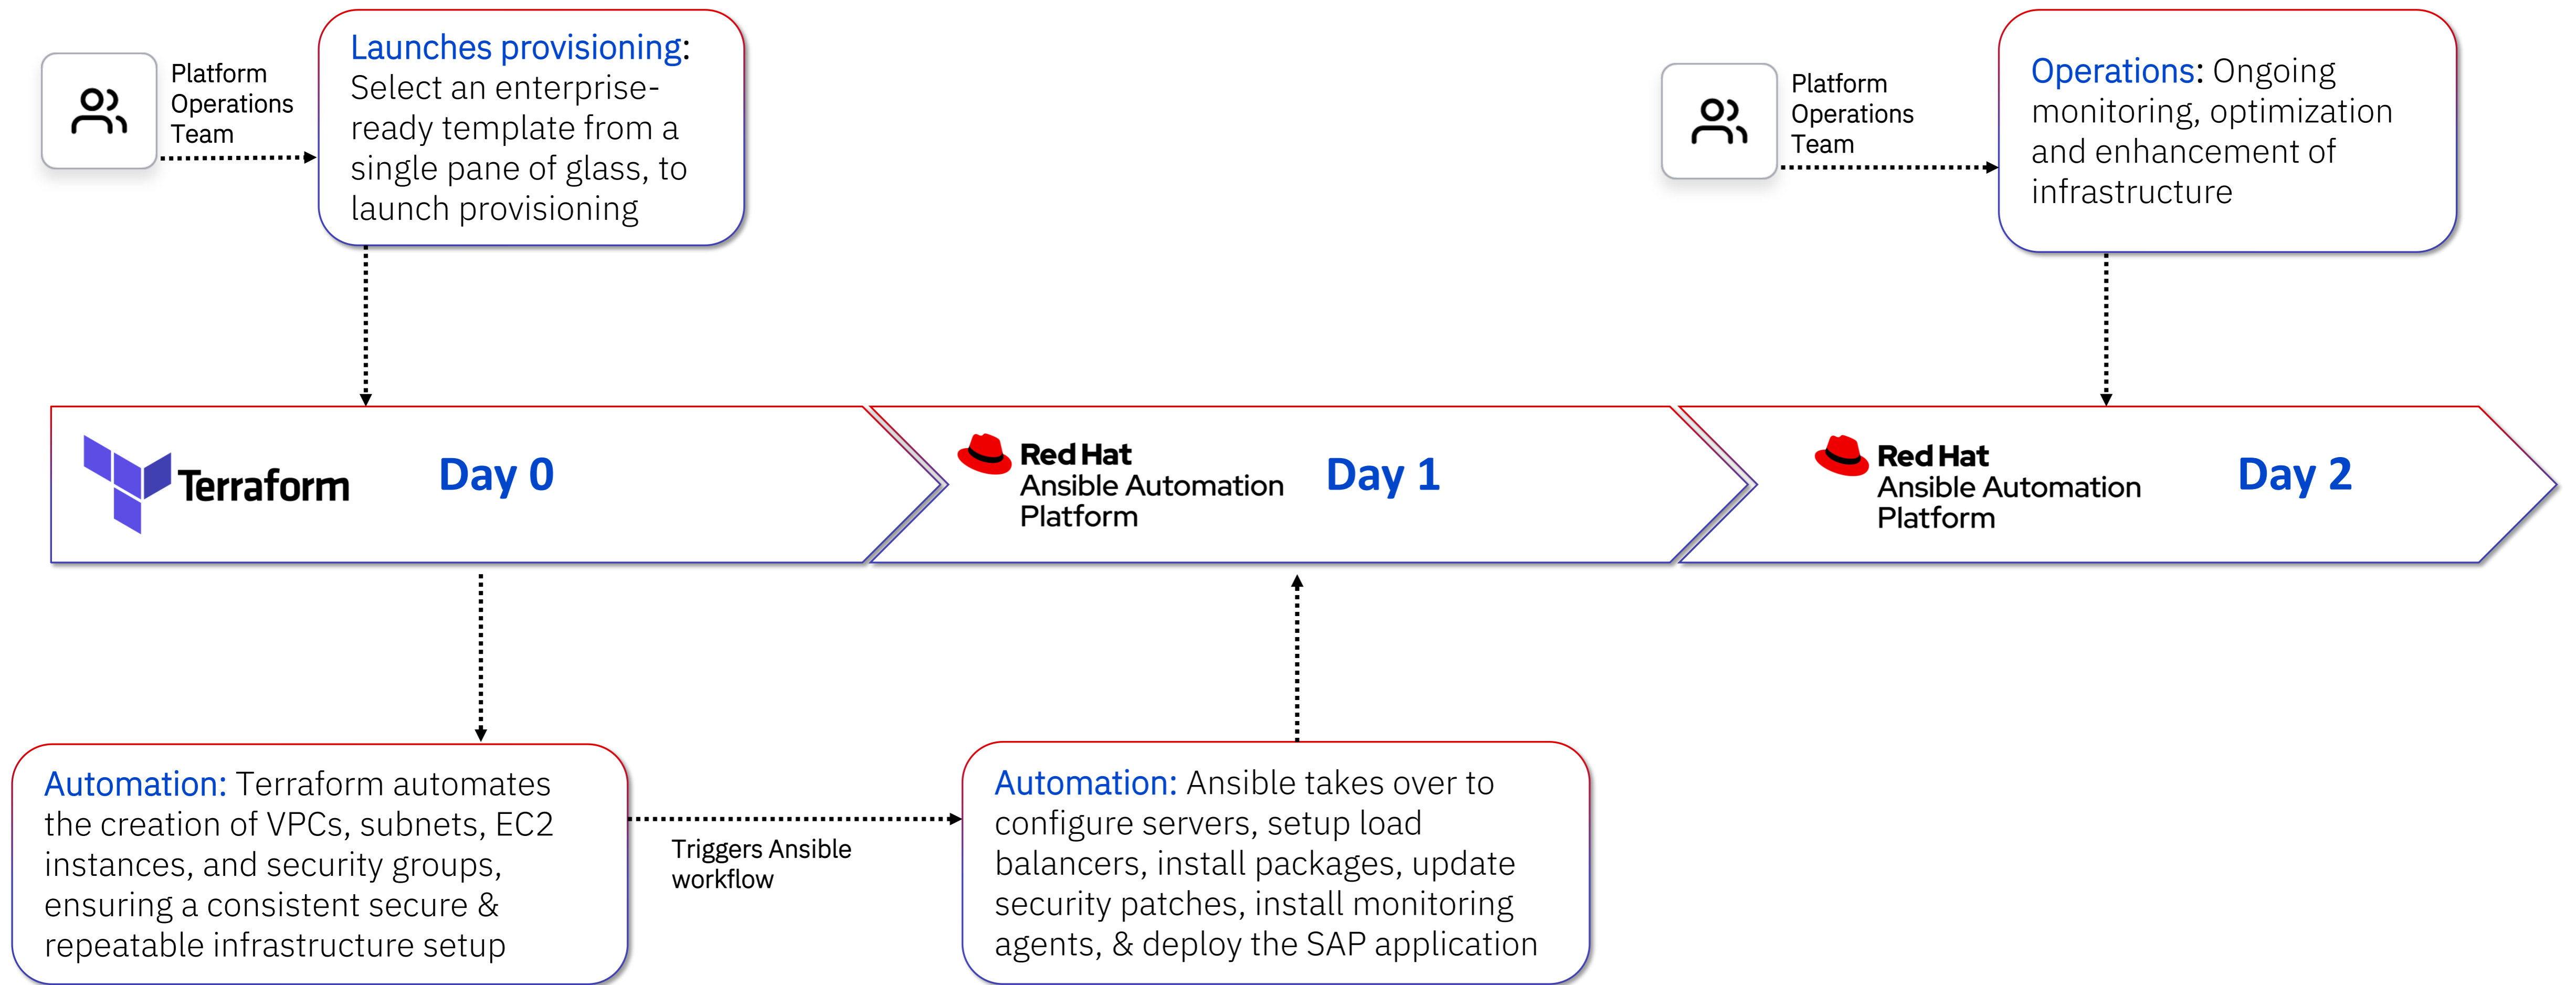 Platform
Operations
Team
Launches provisioning:
Select an enterprise-
ready template from a
single pane of glass, to
launch provisioning
Platform
Operations
Team
Operations: Ongoing
monitoring, optimization
and enhancement of
infrastructure
Terraform
Day 0
Red Hat
Ansible Automation
Platform
Day 1
Red Hat
Ansible Automation
Platform
Day 2
Automation: Terraform automates
the creation of VPCs, subnets, EC2
instances, and security groups,
ensuring a consistent secure &
repeatable infrastructure setup
Triggers Ansible
workflow
Automation: Ansible takes over to
configure servers, setup load
balancers, install packages, update
security patches, install monitoring
agents, & deploy the SAP application